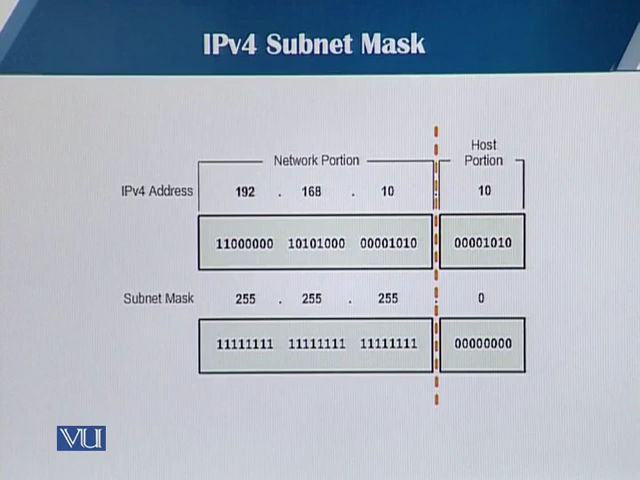 IPv4 Subnet Mask
Network Portion
Host
Portion
IPv4 Address 192 . 168 . 10 : 10
11000000 10101000 00001010 00001010
Subnet Mask 255 . 255 . 255 . 0
11111111 11111111 11111111 00000000
VU